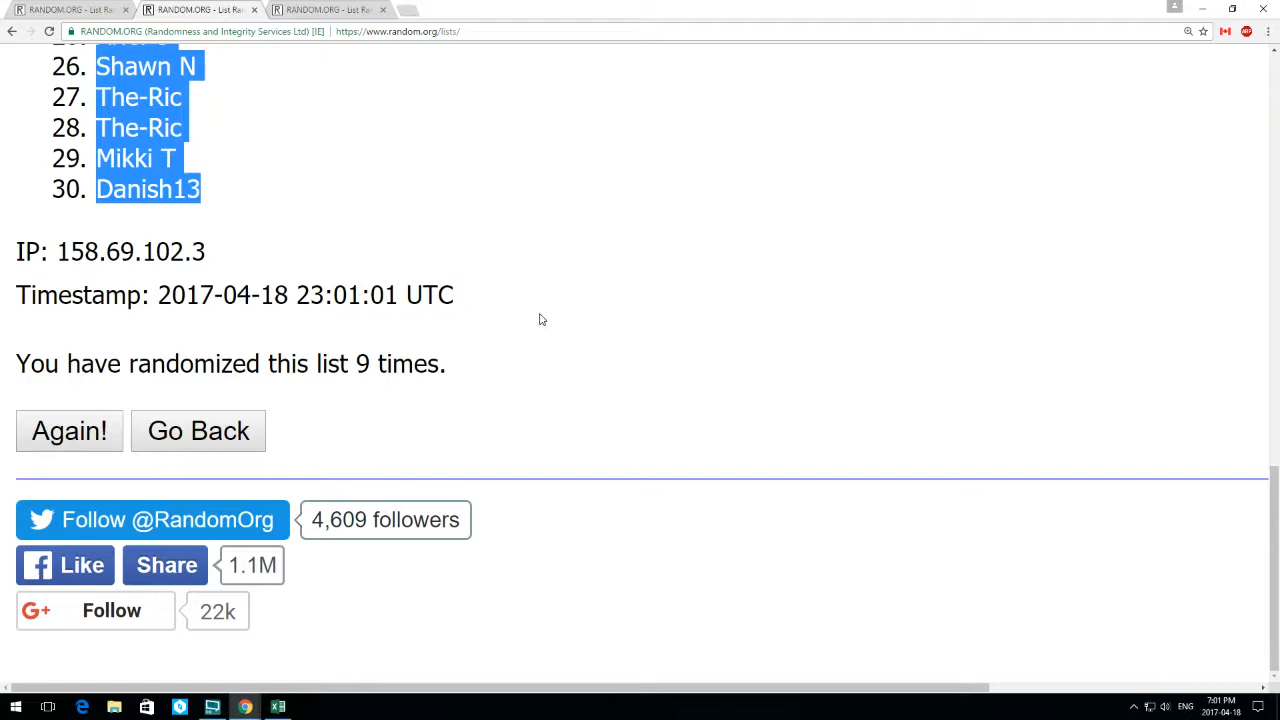 RANDOM.ORG - List Ra
RANDOM.ORG - List Ra
RANDOM.ORG - List Ra
RANDOM.ORG (Randomness and Integrity Services Ltd) [IE] https://www.random.org/lists/
26. Shawn N
27. The-Ric
28. The-Ric
29. Mikki T
30. Danish13
IP: 158.69.102.3
Timestamp: 2017-04-18 23:01:01 UTC
You have randomized this list 9 times.
Again! Go Back
Follow @RandomOrg 4,609 followers
Like Share 1.1M
G+ Follow 22k
ENG 7:01 PM
2017-04-18